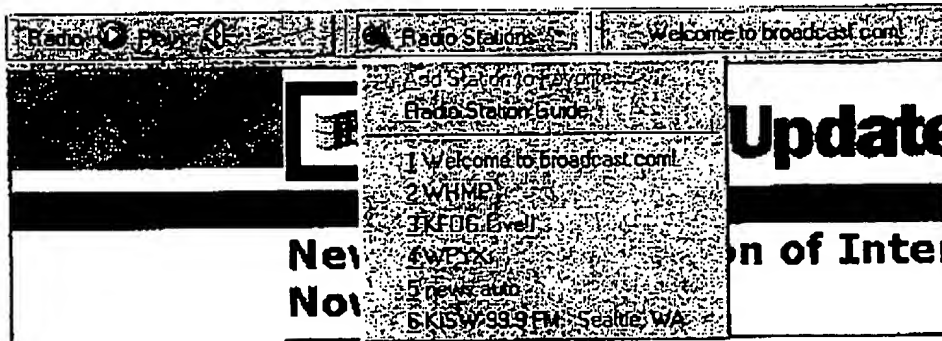 Radio Play Radio Stations Welcome to broadcast.com!
Add Station to Favorites
Radio Station Guide
Update
1 Welcome to broadcast.com!
2 WHMP
3 KFOG
4 WPYX
on of Inter
5 news auto
6 KISW 99.9 FM, Seattle, WA